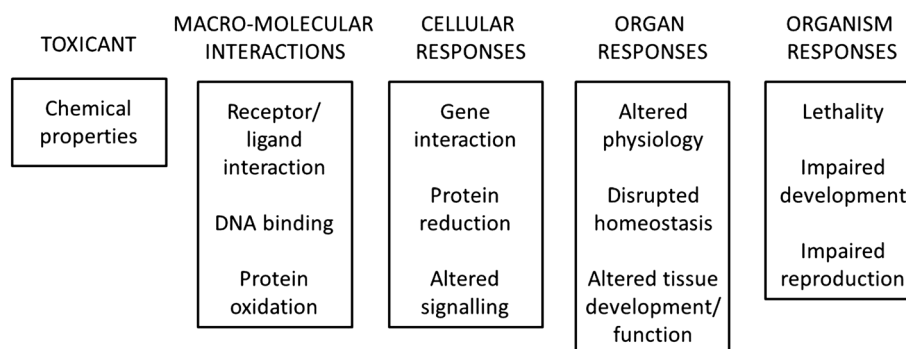 TOXICANT
Chemical
properties
MACRO-MOLECULAR
INTERACTIONS
Receptor/
ligand
interaction
DNA binding
Protein
oxidation
CELLULAR
RESPONSES
Gene
interaction
Protein
reduction
Altered
signalling
ORGAN
RESPONSES
Altered
physiology
Disrupted
homeostasis
Altered tissue
development/
function
ORGANISM
RESPONSES
Lethality
Impaired
development
Impaired
reproduction